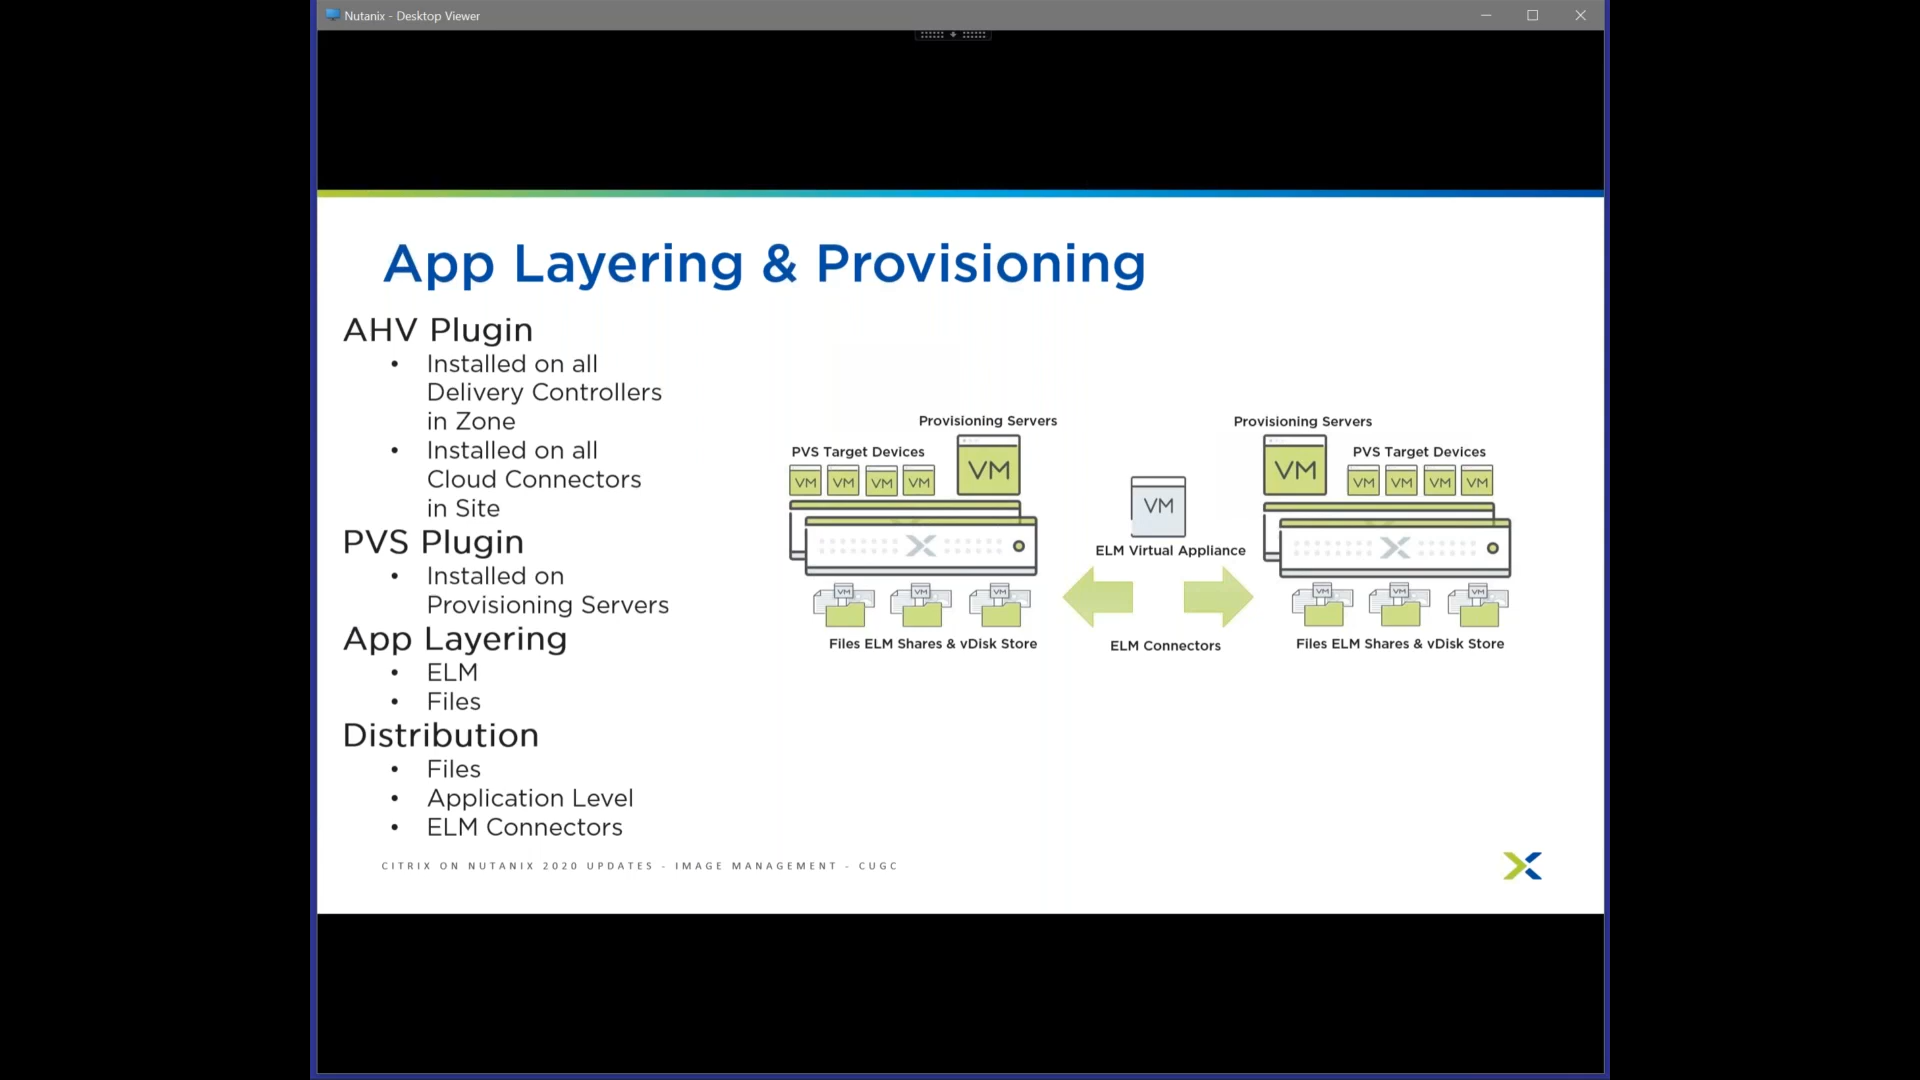 Nutanix - Desktop Viewer
App Layering & Provisioning
AHV Plugin
• Installed on all
Delivery Controllers
in Zone
• Installed on all
Cloud Connectors
in Site
PVS Plugin
• Installed on
Provisioning Servers
App Layering
• ELM
• Files
Distribution
• Files
• Application Level
• ELM Connectors
Provisioning Servers
PVS Target Devices
VM
VM VM VM VM
Files ELM Shares & vDisk Store
VM VM VM
VM
ELM Virtual Appliance
ELM Connectors
Provisioning Servers
PVS Target Devices
VM
VM VM VM VM
VM VM VM
Files ELM Shares & vDisk Store
CITRIX ON NUTANIX 2020 UPDATES - IMAGE MANAGEMENT - CUGC